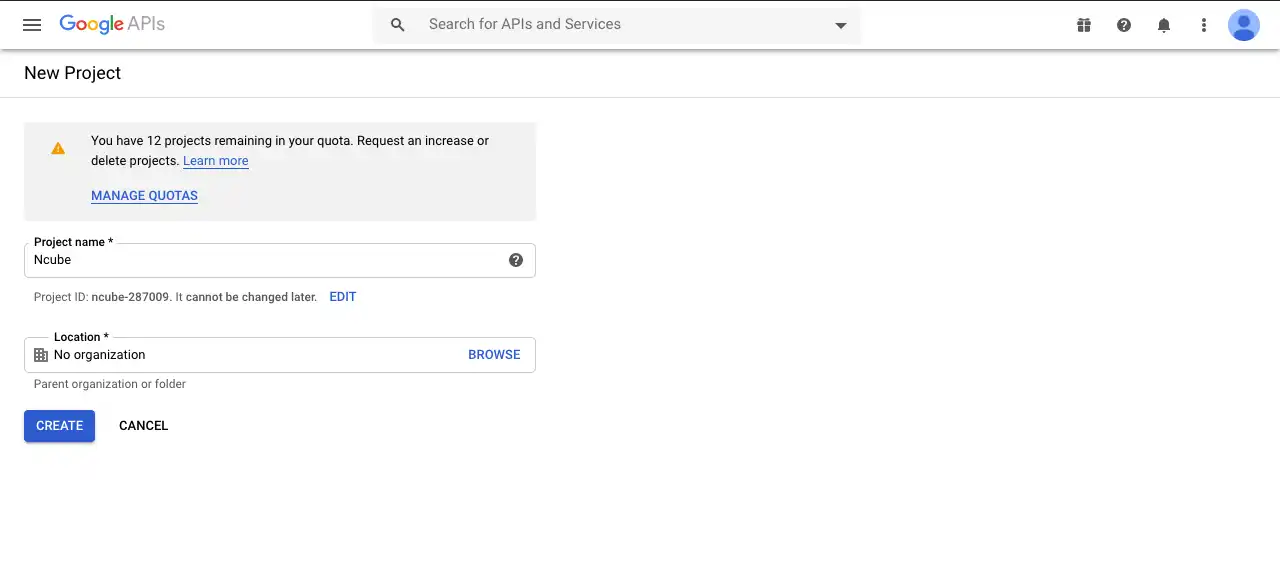 Google APIs
Search for APIs and Services
New Project
You have 12 projects remaining in your quota. Request an increase or
delete projects. Learn more
MANAGE QUOTAS
Project name *
Ncube
Project ID: ncube-287009. It cannot be changed later. EDIT
Location *
No organization BROWSE
Parent organization or folder
CREATE CANCEL